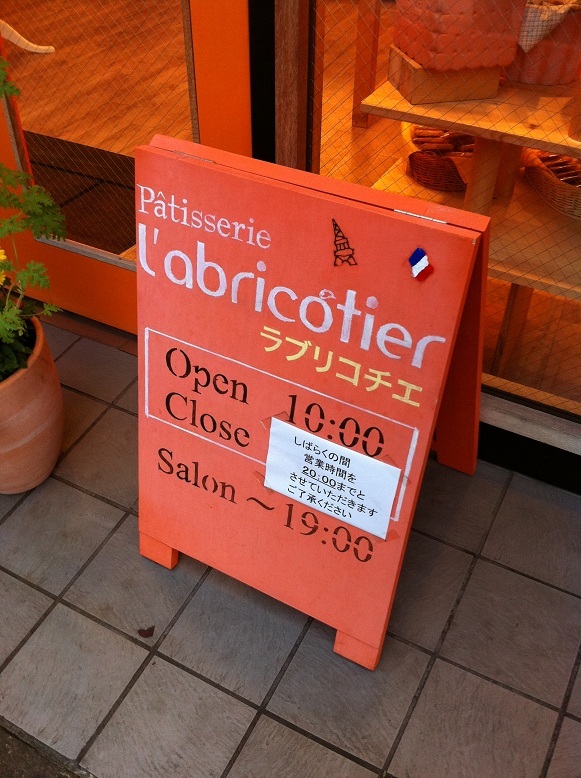 Pâtisserie
l'abricôtier
ラブリコチエ
Open 10:00
Close
しばらくの間
営業時間を
20:00までと
させていただきます
ご了承ください
Salon 〜19:00